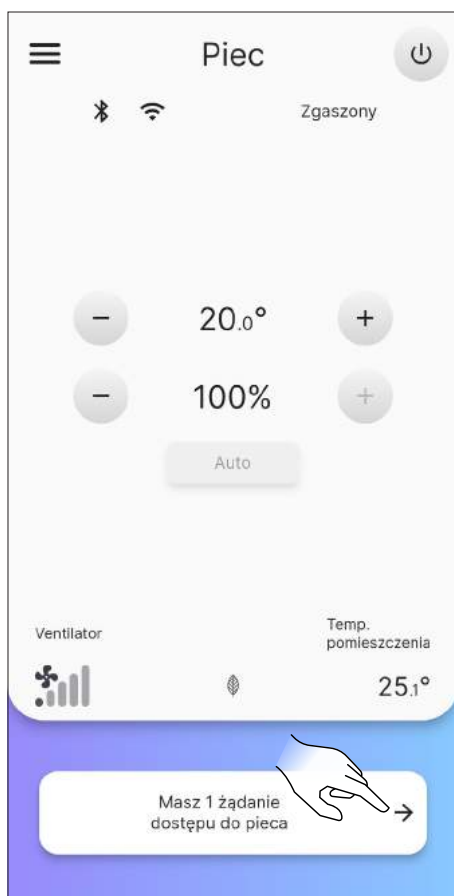 Piec
Zgaszony
− 20.0° +
− 100% +
Auto
Ventilator
Temp.
pomieszczenia
25.1°
Masz 1 żądanie
dostępu do pieca